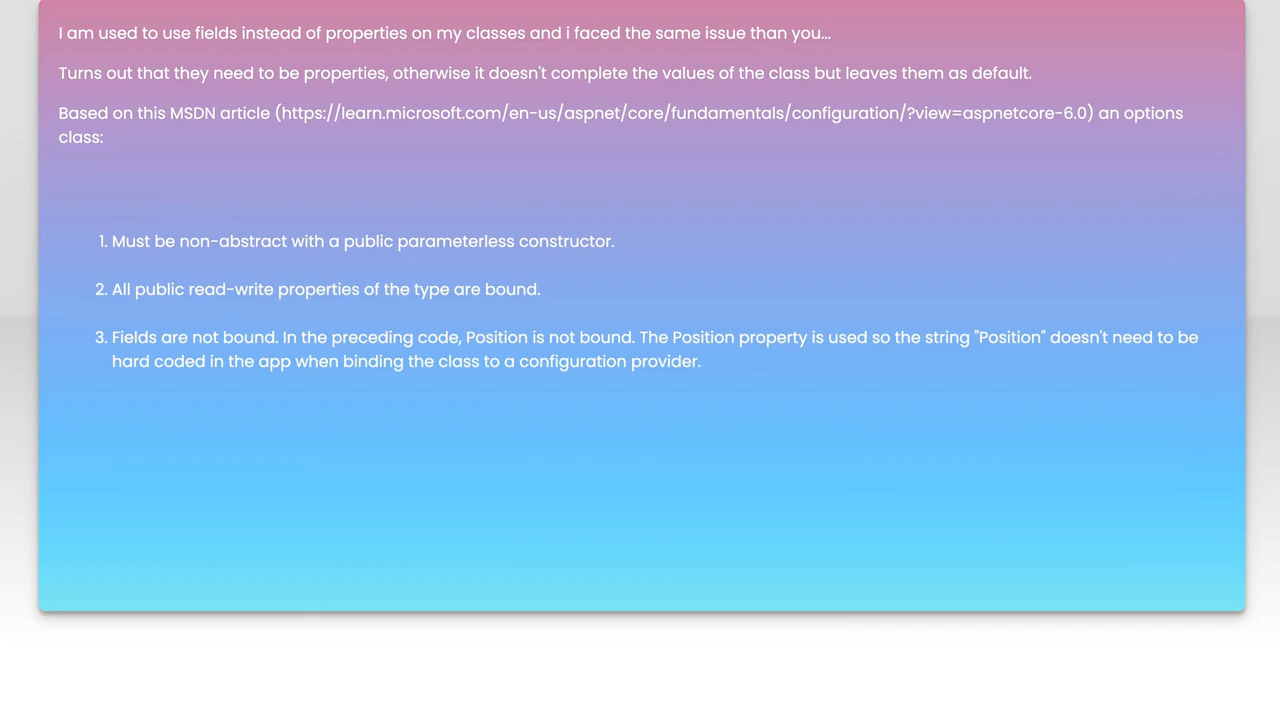 I am used to use fields instead of properties on my classes and i faced the same issue than you...
Turns out that they need to be properties, otherwise it doesn't complete the values of the class but leaves them as default.
Based on this MSDN article (https://learn.microsoft.com/en-us/aspnet/core/fundamentals/configuration/?view=aspnetcore-6.0) an options
class:
1. Must be non-abstract with a public parameterless constructor.
2. All public read-write properties of the type are bound.
3. Fields are not bound. In the preceding code, Position is not bound. The Position property is used so the string "Position" doesn't need to be
hard coded in the app when binding the class to a configuration provider.